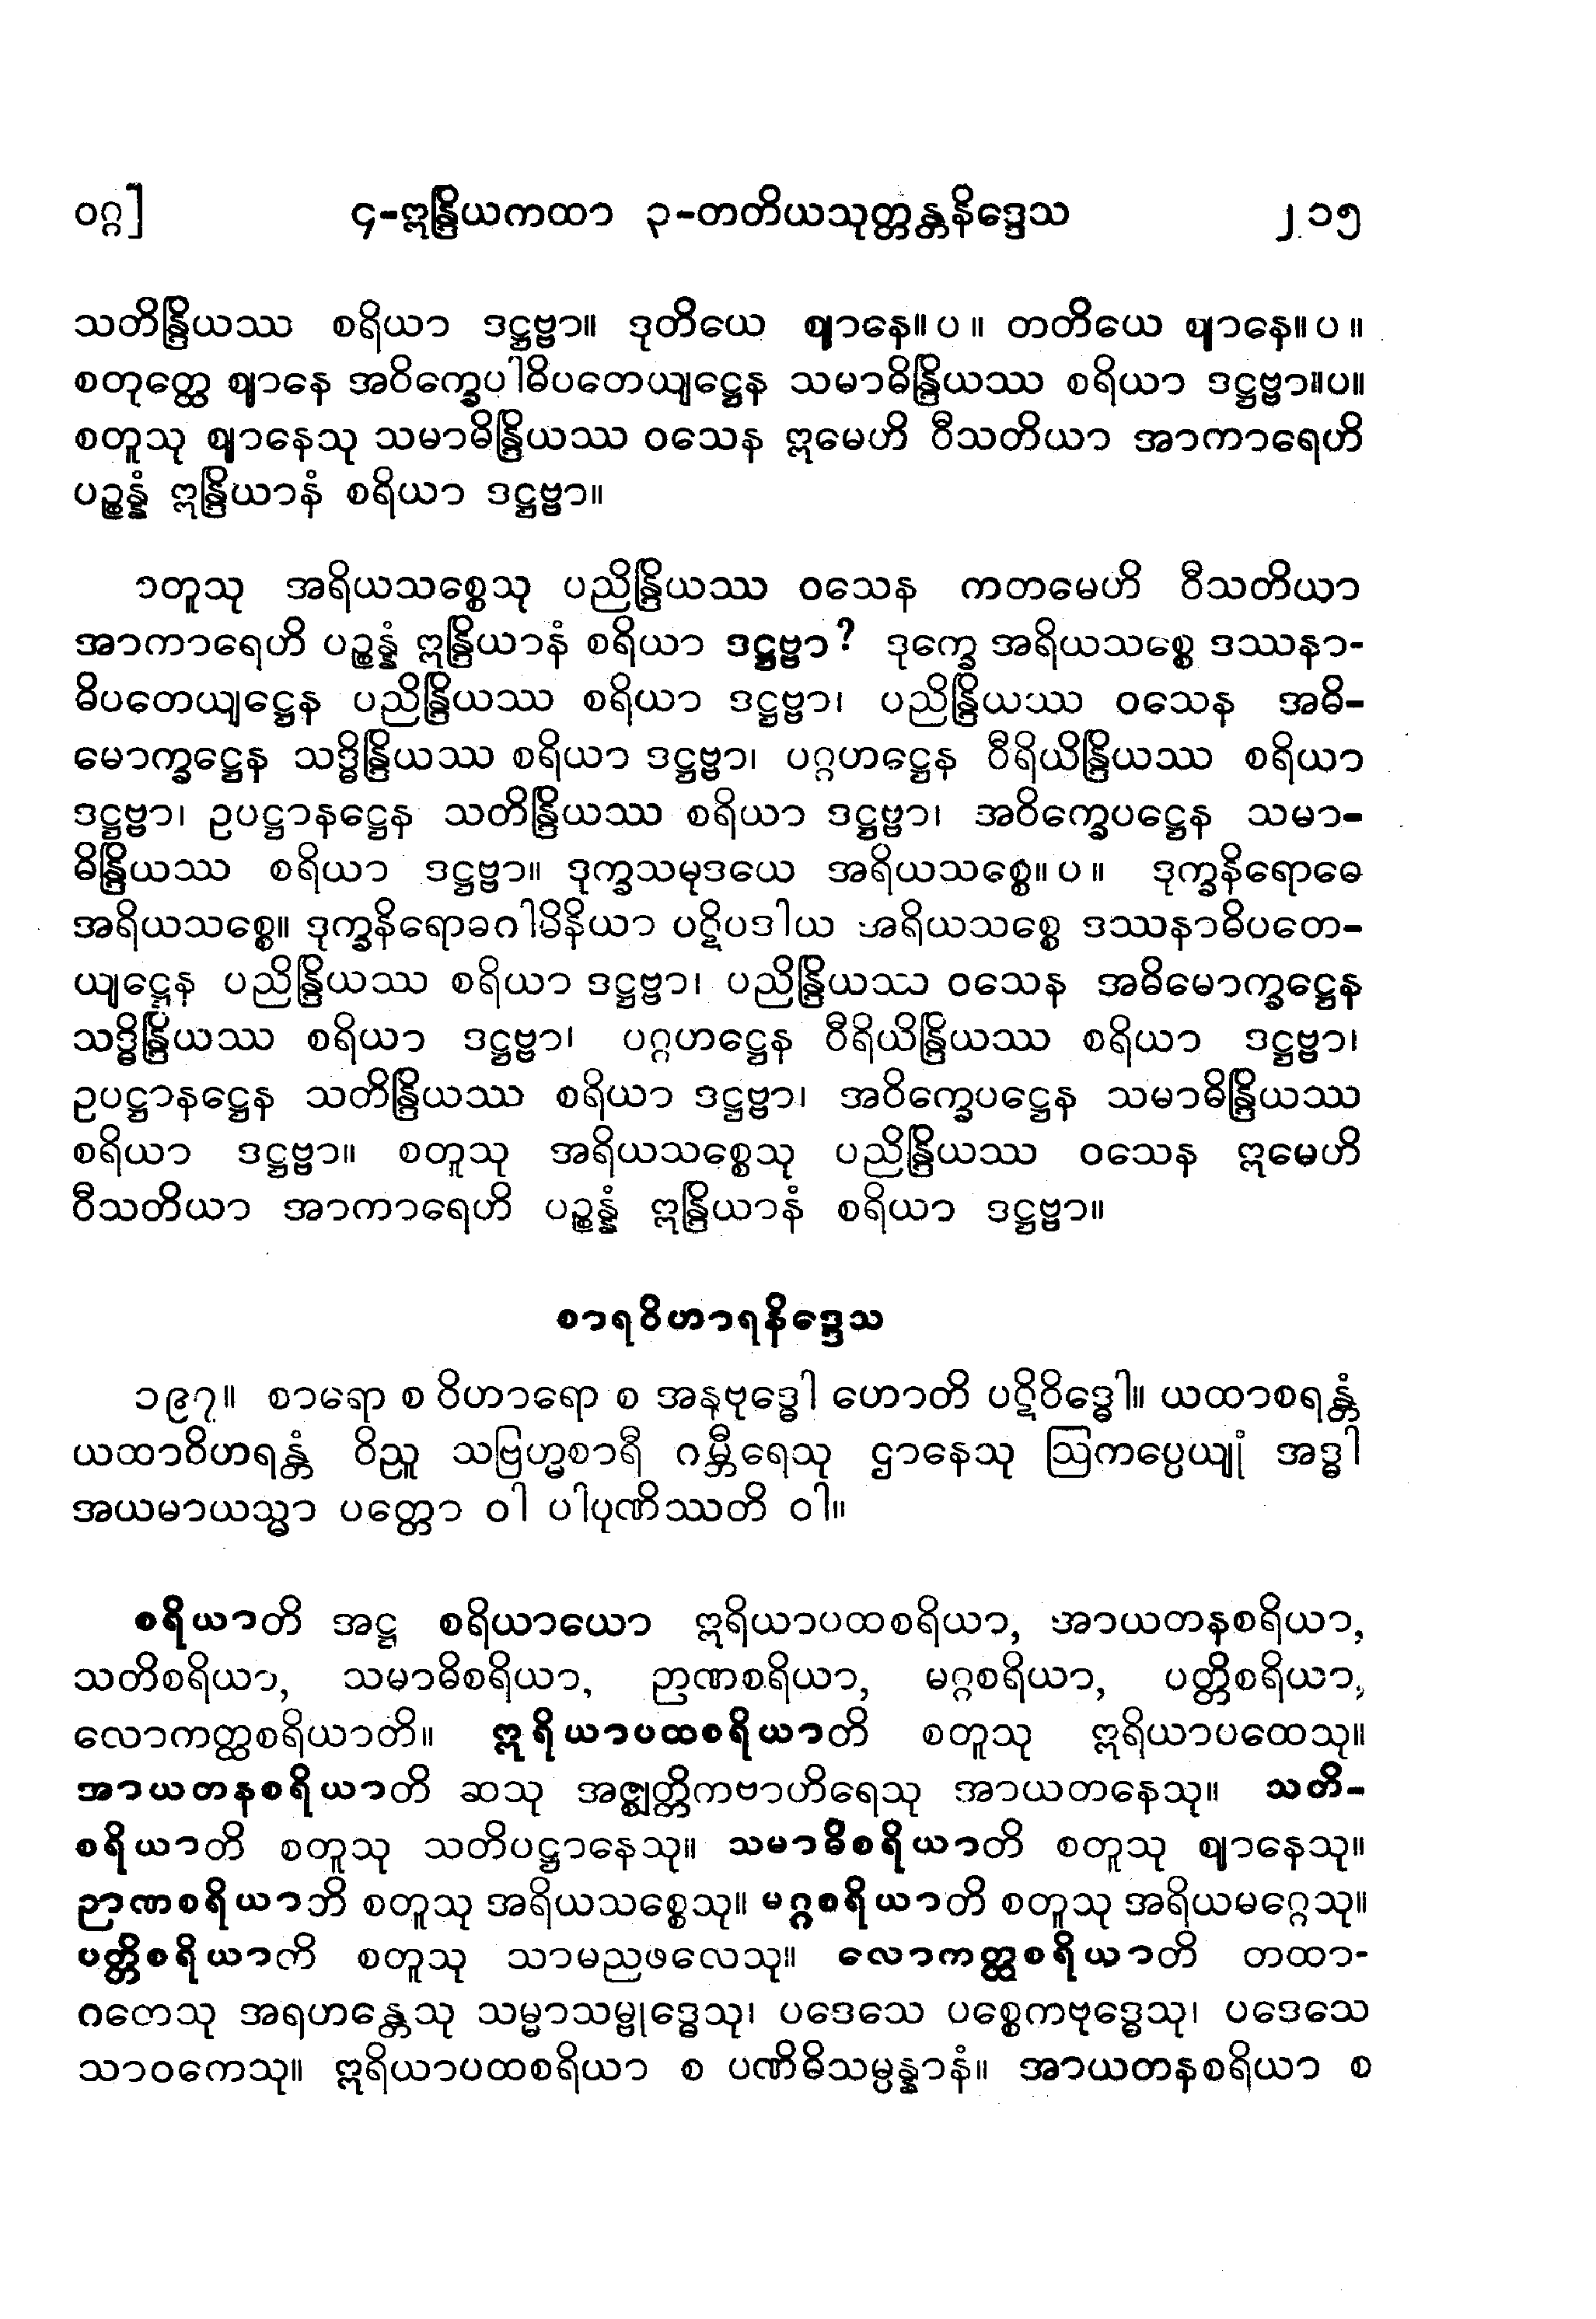 ဝဂ္ဂ] ၄-ဣန္ဒြိယကထာ ၃-တတိယသုတ္တန္တနိဒ္ဒေသ ၂၁၅
သတိန္ဒြိယဿ စရိယာ ဒဋ္ဌဗ္ဗာ။ ဒုတိယေ ဈာနေ။ပ။ တတိယေ ဈာနေ။ပ။
စတုတ္ထေ ဈာနေ အဝိက္ခေပါဓိပတေယျဋ္ဌေန သမာဓိန္ဒြိယဿ စရိယာ ဒဋ္ဌဗ္ဗာ။ပ။
စတူသု ဈာနေသု သမာဓိန္ဒြိယဿ ဝသေန ဣမေဟိ ဝီသတိယာ အာကာရေဟိ
ပဉ္စန္နံ ဣန္ဒြိယာနံ စရိယာ ဒဋ္ဌဗ္ဗာ။
စတူသု အရိယသစ္စေသု ပညိန္ဒြိယဿ ဝသေန ကတမေဟိ ဝီသတိယာ
အာကာရေဟိ ပဉ္စန္နံ ဣန္ဒြိယာနံ စရိယာ ဒဋ္ဌဗ္ဗာ? ဒုက္ခေ အရိယသစ္စေ ဒဿနာ-
ဓိပတေယျဋ္ဌေန ပညိန္ဒြိယဿ စရိယာ ဒဋ္ဌဗ္ဗာ၊ ပညိန္ဒြိယဿ ဝသေန အဓိ-
မောက္ခဋ္ဌေန သဒ္ဓိန္ဒြိယဿ စရိယာ ဒဋ္ဌဗ္ဗာ၊ ပဂ္ဂဟဋ္ဌေန ဝီရိယိန္ဒြိယဿ စရိယာ
ဒဋ္ဌဗ္ဗာ၊ ဥပဋ္ဌာနဋ္ဌေန သတိန္ဒြိယဿ စရိယာ ဒဋ္ဌဗ္ဗာ၊ အဝိက္ခေပဋ္ဌေန သမာ-
ဓိန္ဒြိယဿ စရိယာ ဒဋ္ဌဗ္ဗာ။ ဒုက္ခသမုဒယေ အရိယသစ္စေ။ပ။ ဒုက္ခနိရောဓေ
အရိယသစ္စေ။ ဒုက္ခနိရောဓဂါမိနိယာ ပဋိပဒါယ အရိယသစ္စေ ဒဿနာဓိပတေ-
ယျဋ္ဌေန ပညိန္ဒြိယဿ စရိယာ ဒဋ္ဌဗ္ဗာ၊ ပညိန္ဒြိယဿ ဝသေန အဓိမောက္ခဋ္ဌေန
သဒ္ဓိန္ဒြိယဿ စရိယာ ဒဋ္ဌဗ္ဗာ၊ ပဂ္ဂဟဋ္ဌေန ဝီရိယိန္ဒြိယဿ စရိယာ ဒဋ္ဌဗ္ဗာ၊
ဥပဋ္ဌာနဋ္ဌေန သတိန္ဒြိယဿ စရိယာ ဒဋ္ဌဗ္ဗာ၊ အဝိက္ခေပဋ္ဌေန သမာဓိန္ဒြိယဿ
စရိယာ ဒဋ္ဌဗ္ဗာ။ စတူသု အရိယသစ္စေသု ပညိန္ဒြိယဿ ဝသေန ဣမေဟိ
ဝီသတိယာ အာကာရေဟိ ပဉ္စန္နံ ဣန္ဒြိယာနံ စရိယာ ဒဋ္ဌဗ္ဗာ။
စာရဝိဟာရနိဒ္ဒေသ
၁၉၇။ စာရော စ ဝိဟာရော စ အနုဗုဒ္ဓေါ ဟောတိ ပဋိဝိဒ္ဓေါ။ ယထာစရန္တံ
ယထာဝိဟရန္တံ ဝိညူ သဗြဟ္မစာရီ ဂမ္ဘီရေသု ဌာနေသု ဩကပ္ပေယျုံ အဒ္ဓါ
အယမာယသ္မာ ပတ္တော ဝါ ပါပုဏိဿတိ ဝါ။
စရိယာတိ အဋ္ဌ စရိယာယော ဣရိယာပထစရိယာ, အာယတနစရိယာ,
သတိစရိယာ, သမာဓိစရိယာ, ဉာဏစရိယာ, မဂ္ဂစရိယာ, ပတ္တိစရိယာ,
လောကတ္ထစရိယာတိ။ ဣရိယာပထစရိယာတိ စတူသု ဣရိယာပထေသု။
အာယတနစရိယာတိ ဆသု အဇ္ဈတ္တိကဗာဟိရေသု အာယတနေသု။ သတိ-
စရိယာတိ စတူသု သတိပဋ္ဌာနေသု။ သမာဓိစရိယာတိ စတူသု ဈာနေသု။
ဉာဏစရိယာတိ စတူသု အရိယသစ္စေသု။ မဂ္ဂစရိယာတိ စတူသု အရိယမဂ္ဂေသု။
ပတ္တိစရိယာတိ စတူသု သာမညဖလေသု။ လောကတ္ထစရိယာတိ တထာ-
ဂတေသု အရဟန္တေသု သမ္မာသမ္ဗုဒ္ဓေသု၊ ပဒေသေ ပစ္စေကဗုဒ္ဓေသု၊ ပဒေသေ
သာဝကေသု။ ဣရိယာပထစရိယာ စ ပဏိဓိသမ္ပန္နာနံ။ အာယတနစရိယာ စ